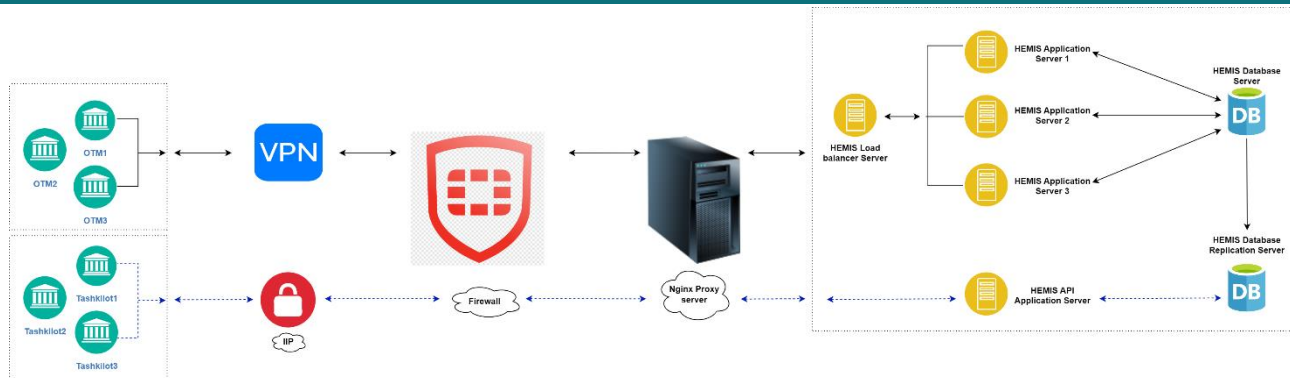 OTM1
OTM2
OTM3
VPN
HEMIS Load
balancer Server
HEMIS Application
Server 1
HEMIS Application
Server 2
HEMIS Application
Server 3
HEMIS Database
Server
DB
Tashkilot1
Tashkilot2
Tashkilot3
IIP
Firewall
Nginx Proxy
server
HEMIS API
Application Server
HEMIS Database
Replication Server
DB